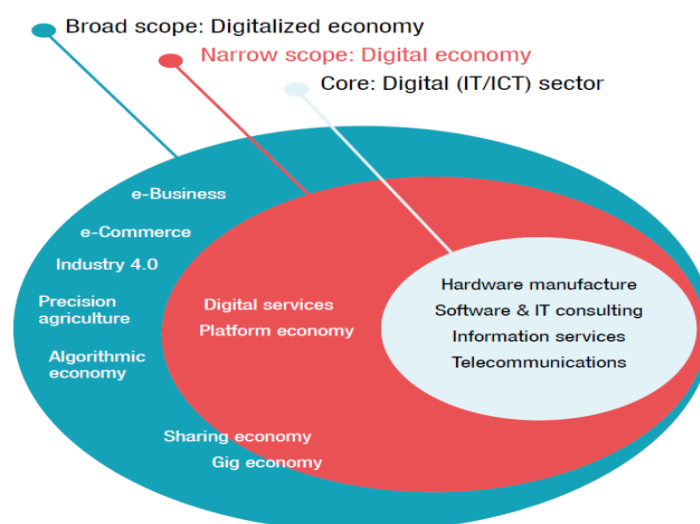 Broad scope: Digitalized economy
Narrow scope: Digital economy
Core: Digital (IT/ICT) sector
e-Business
e-Commerce
Industry 4.0
Precision
agriculture
Algorithmic
economy
Digital services
Platform economy
Sharing economy
Gig economy
Hardware manufacture
Software & IT consulting
Information services
Telecommunications